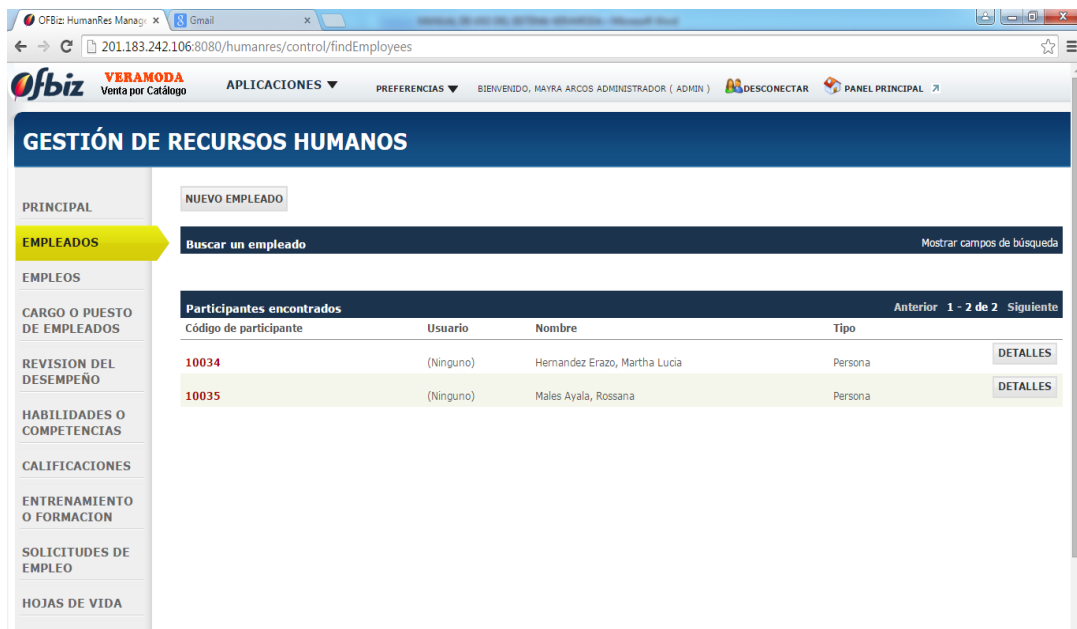 OFBiz: HumanRes Manage
Gmail
201.183.242.106:8080/humanres/control/findEmployees
Ofbiz
VERAMODA
Venta por Catálogo
APLICACIONES ▼
PREFERENCIAS ▼
BIENVENIDO, MAYRA ARCOS ADMINISTRADOR ( ADMIN )
DESCONECTAR
PANEL PRINCIPAL
GESTIÓN DE RECURSOS HUMANOS
PRINCIPAL
EMPLEADOS
EMPLEOS
CARGO O PUESTO
DE EMPLEADOS
REVISION DEL
DESEMPEÑO
HABILIDADES O
COMPETENCIAS
CALIFICACIONES
ENTRENAMIENTO
O FORMACION
SOLICITUDES DE
EMPLEO
HOJAS DE VIDA
NUEVO EMPLEADO
Buscar un empleado Mostrar campos de búsqueda
Participantes encontrados Anterior 1 - 2 de 2 Siguiente
Código de participante Usuario Nombre Tipo
10034 (Ninguno) Hernandez Erazo, Martha Lucia Persona DETALLES
10035 (Ninguno) Males Ayala, Rossana Persona DETALLES